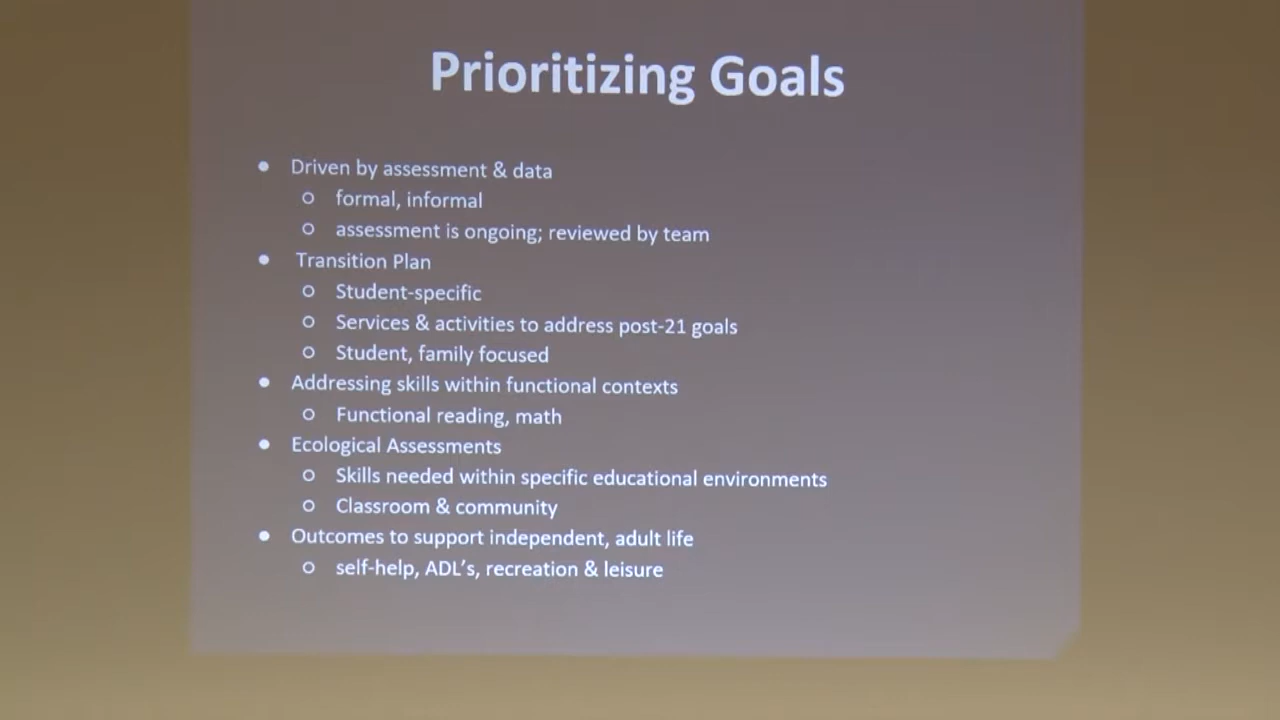 Prioritizing Goals
● Driven by assessment & data
○ formal, informal
○ assessment is ongoing; reviewed by team
● Transition Plan
○ Student-specific
○ Services & activities to address post-21 goals
○ Student, family focused
● Addressing skills within functional contexts
○ Functional reading, math
● Ecological Assessments
○ Skills needed within specific educational environments
○ Classroom & community
● Outcomes to support independent, adult life
○ self-help, ADL's, recreation & leisure